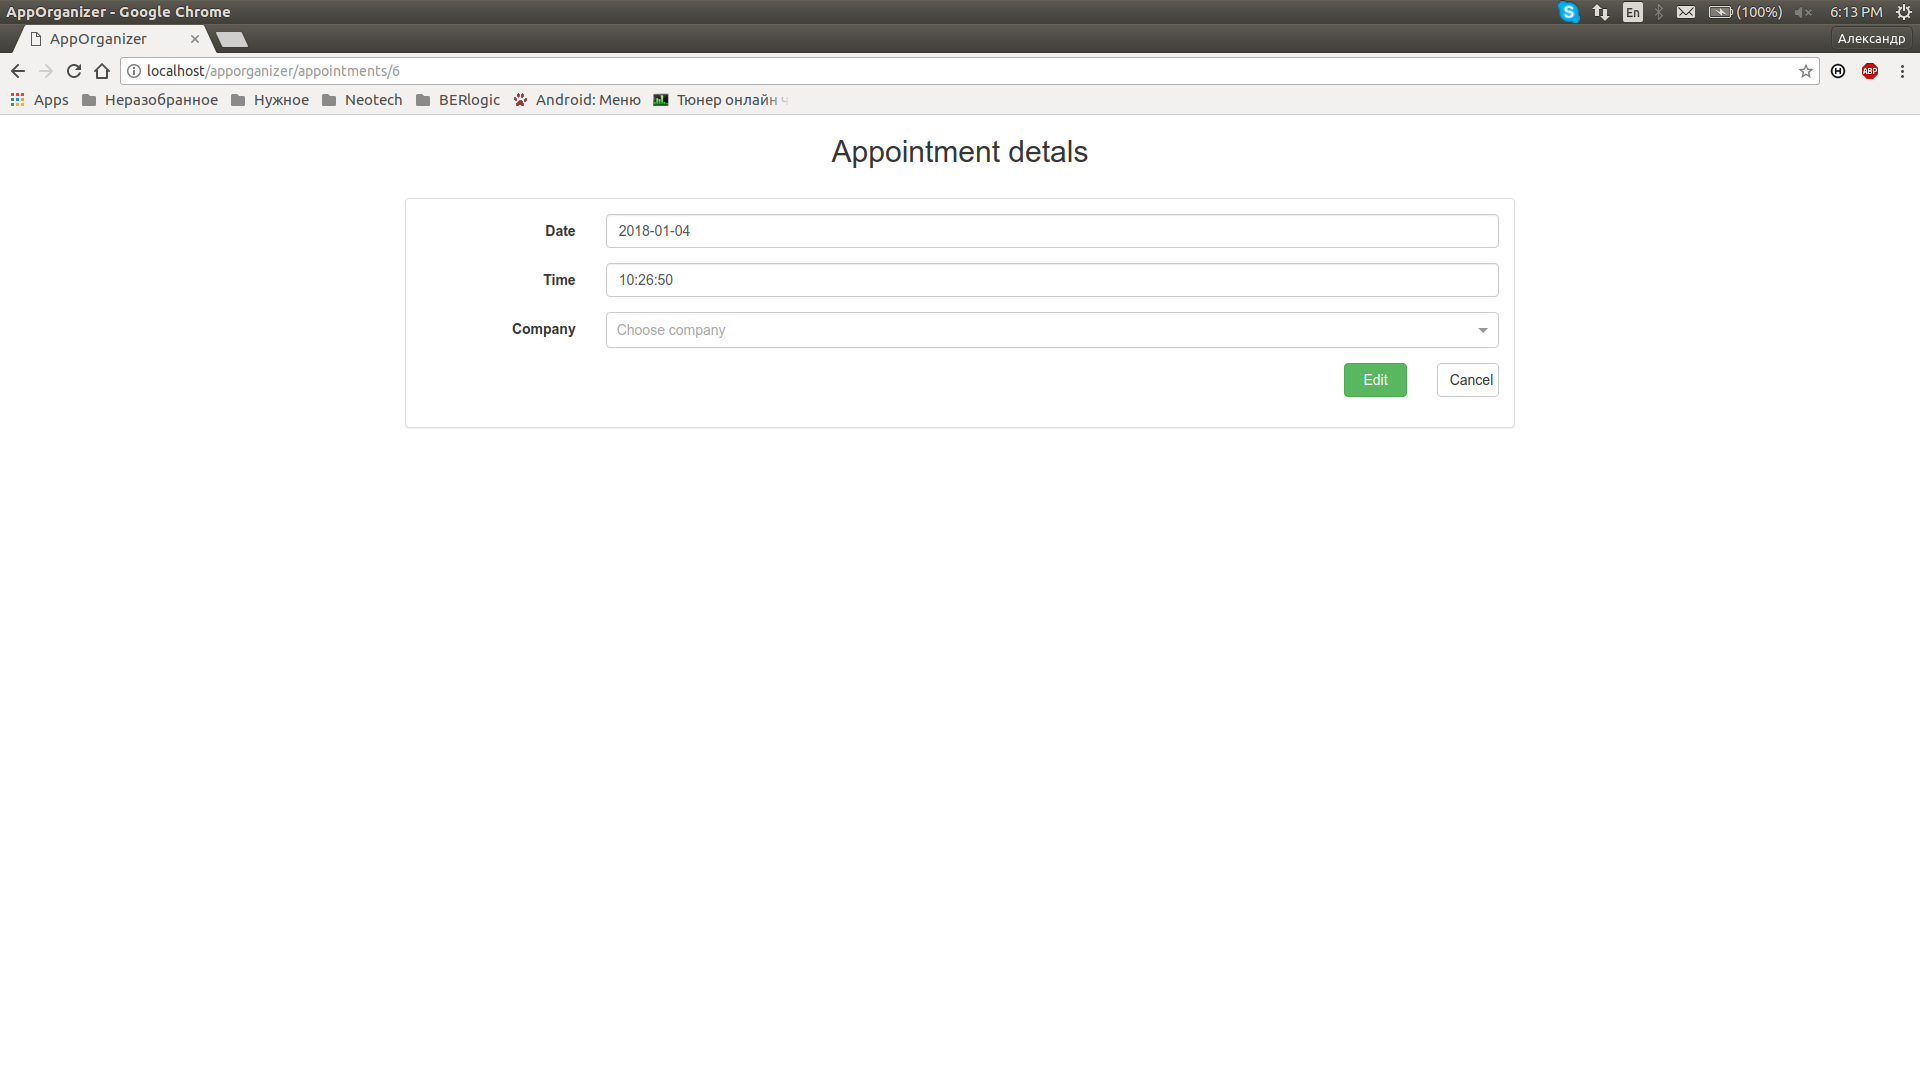 AppOrganizer - Google Chrome
En
(100%)
6:13 PM
AppOrganizer
Александр
localhost/apporganizer/appointments/6
ABP
Apps
Неразобранное
Нужное
Neotech
BERlogic
Android: Меню
Тюнер онлайн ч
Appointment detals
Date
2018-01-04
Time
10:26:50
Company
Choose company
Edit
Cancel